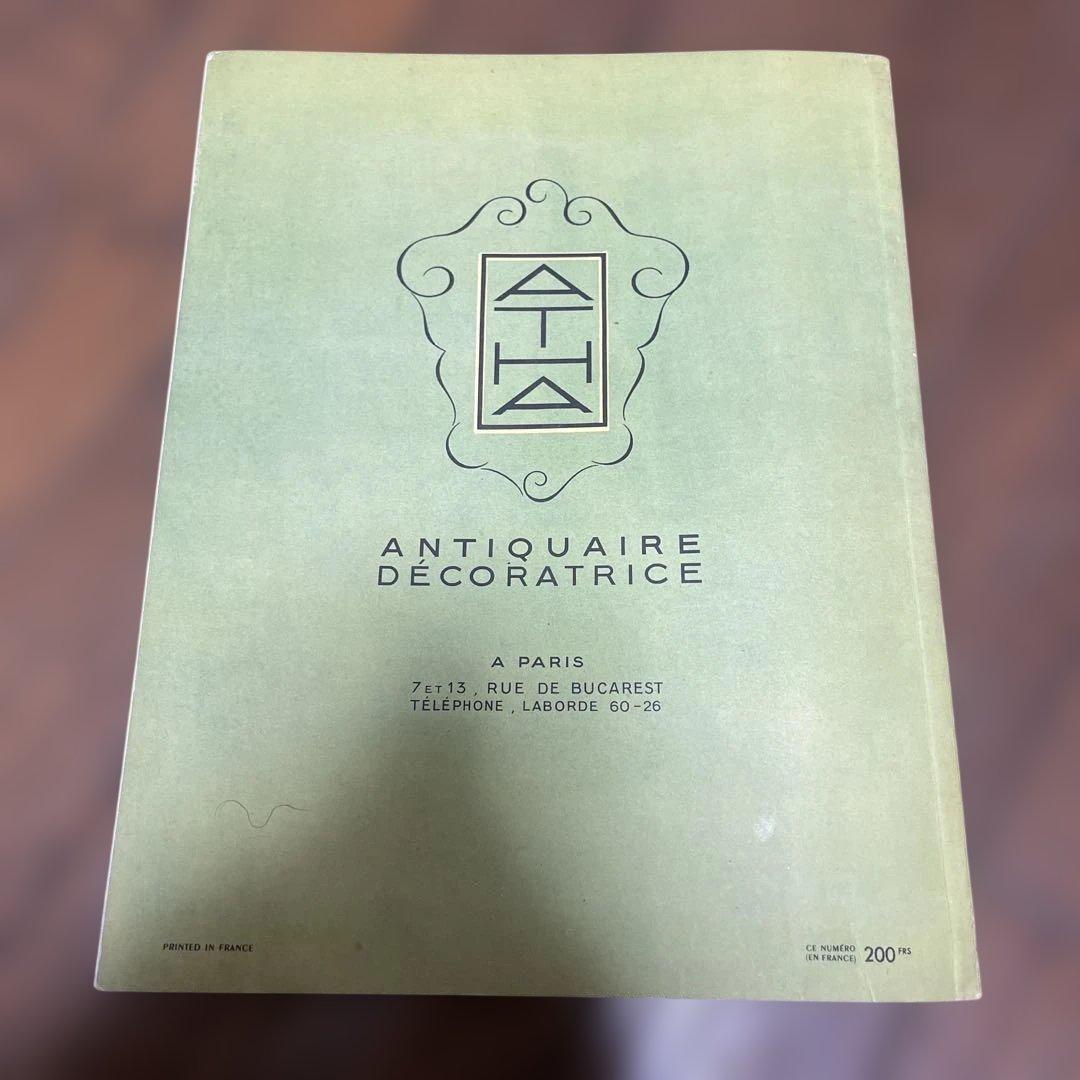 ATHA
ANTIQUAIRE
DÉCORATRICE
A PARIS
7 ET 13, RUE DE BUCAREST
TÉLÉPHONE, LABORDE 60-26
PRINTED IN FRANCE
CE NUMÉRO
(EN FRANCE) 200 FRS